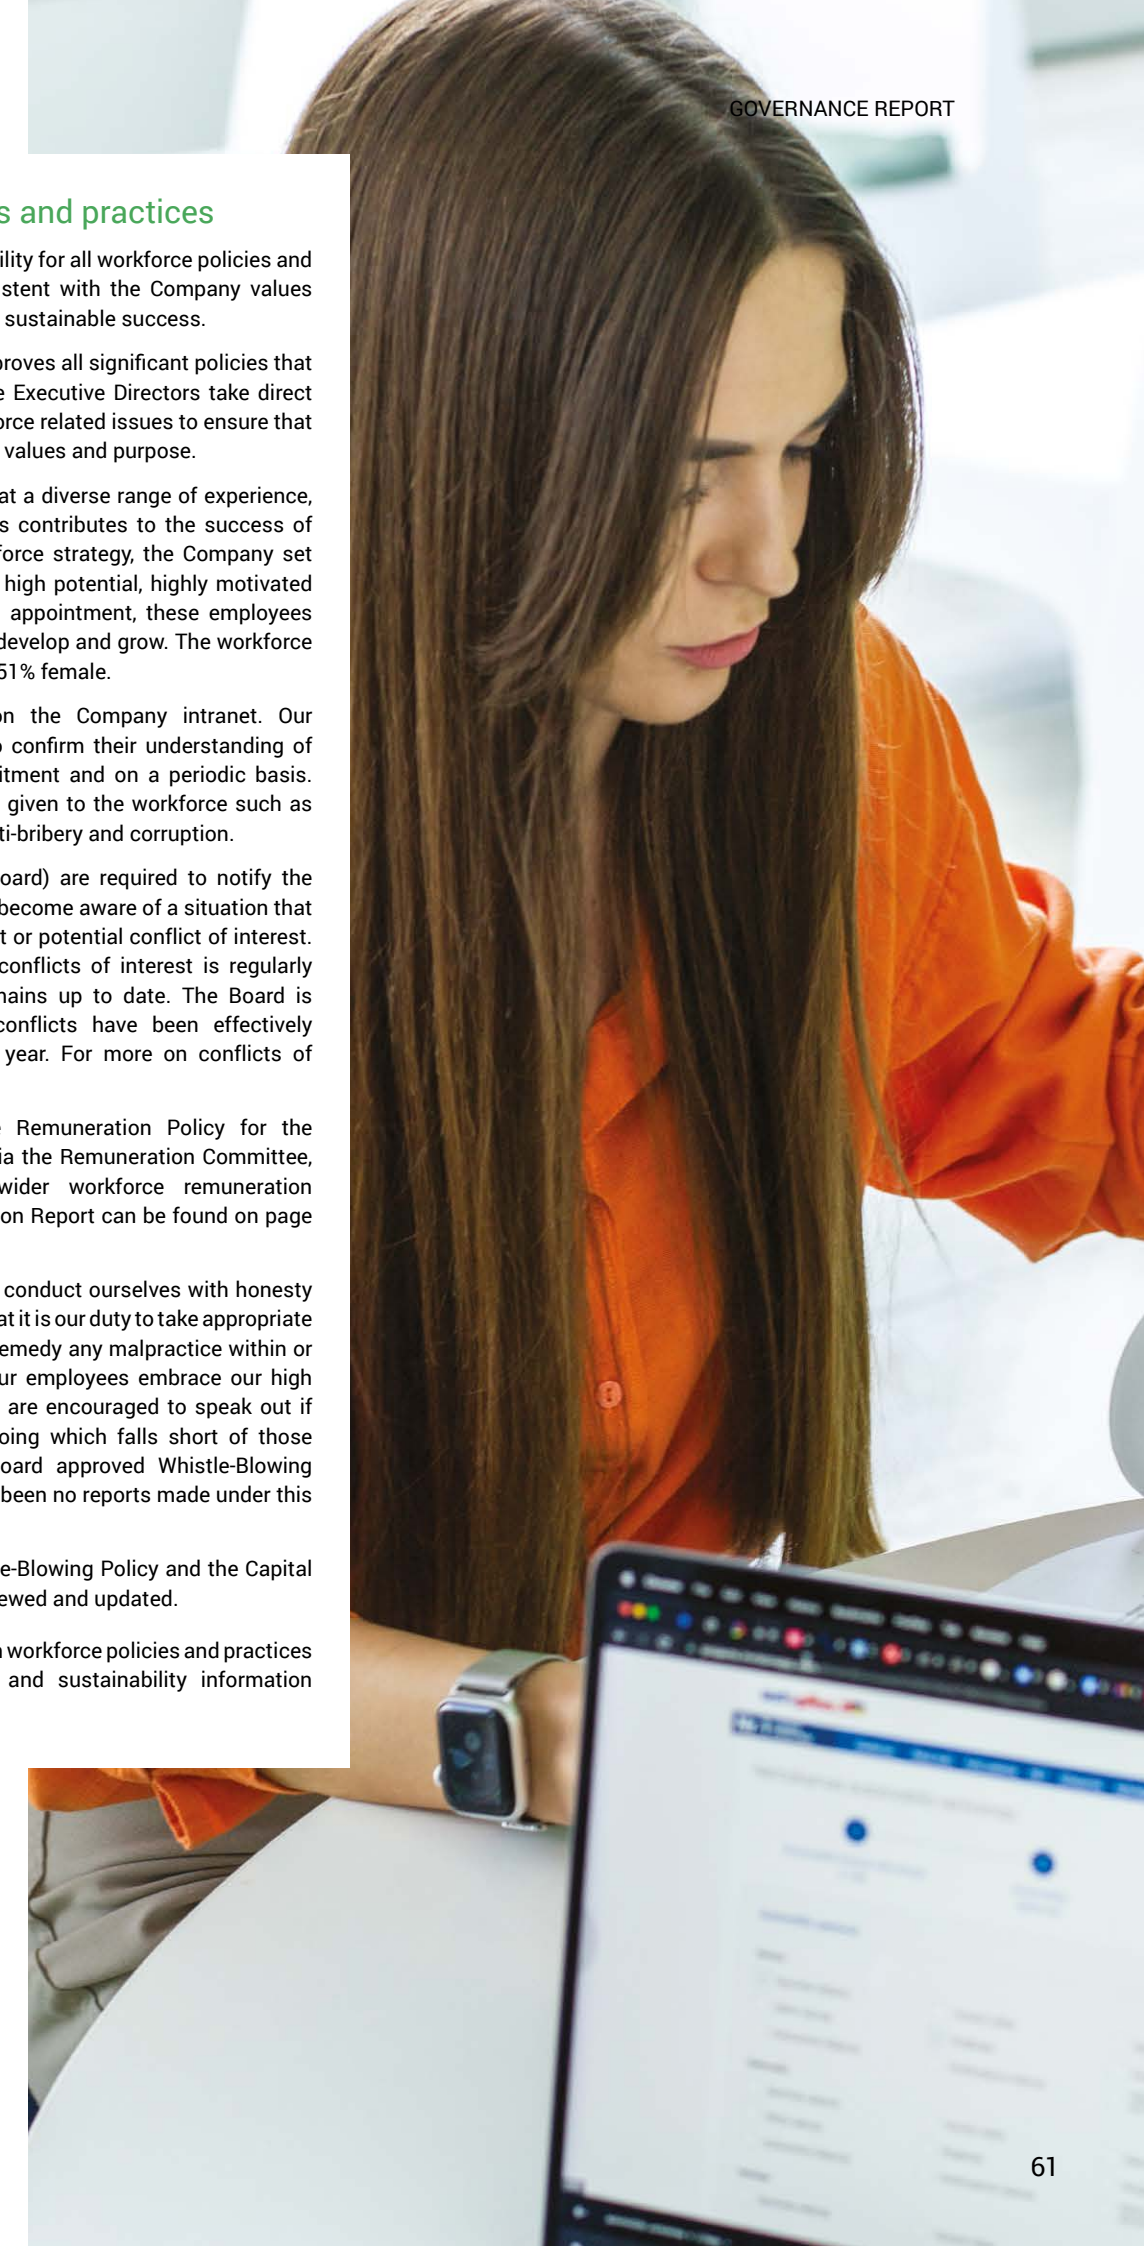 GOVERNANCE REPORT
s and practices
ility for all workforce policies and
stent with the Company values
sustainable success.
proves all significant policies that
e Executive Directors take direct
orce related issues to ensure that
values and purpose.
at a diverse range of experience,
s contributes to the success of
force strategy, the Company set
high potential, highly motivated
appointment, these employees
develop and grow. The workforce
51% female.
on the Company intranet. Our
o confirm their understanding of
itment and on a periodic basis.
given to the workforce such as
ti-bribery and corruption.
oard) are required to notify the
become aware of a situation that
t or potential conflict of interest.
conflicts of interest is regularly
mains up to date. The Board is
conflicts have been effectively
year. For more on conflicts of
e Remuneration Policy for the
ia the Remuneration Committee,
wider workforce remuneration
on Report can be found on page
conduct ourselves with honesty
at it is our duty to take appropriate
remedy any malpractice within or
ur employees embrace our high
are encouraged to speak out if
oing which falls short of those
oard approved Whistle-Blowing
been no reports made under this
e-Blowing Policy and the Capital
ewed and updated.
n workforce policies and practices
and sustainability information
61